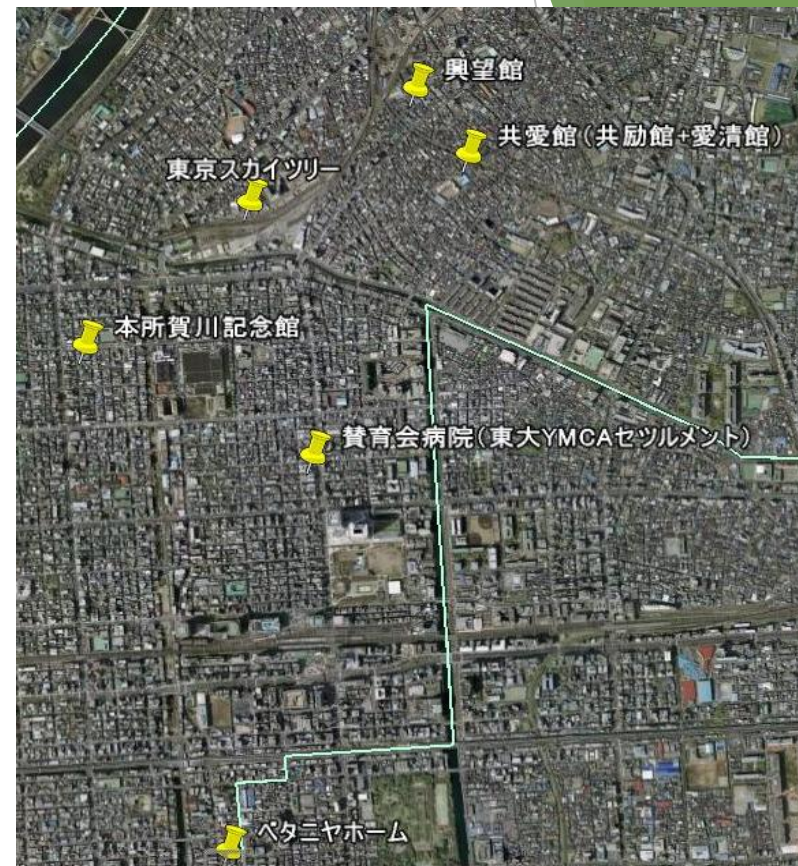 興望館
共愛館（共励館+愛清館）
東京スカイツリー
本所賀川記念館
賛育会病院（東大YMCAセツルメント）
ベタニヤホーム